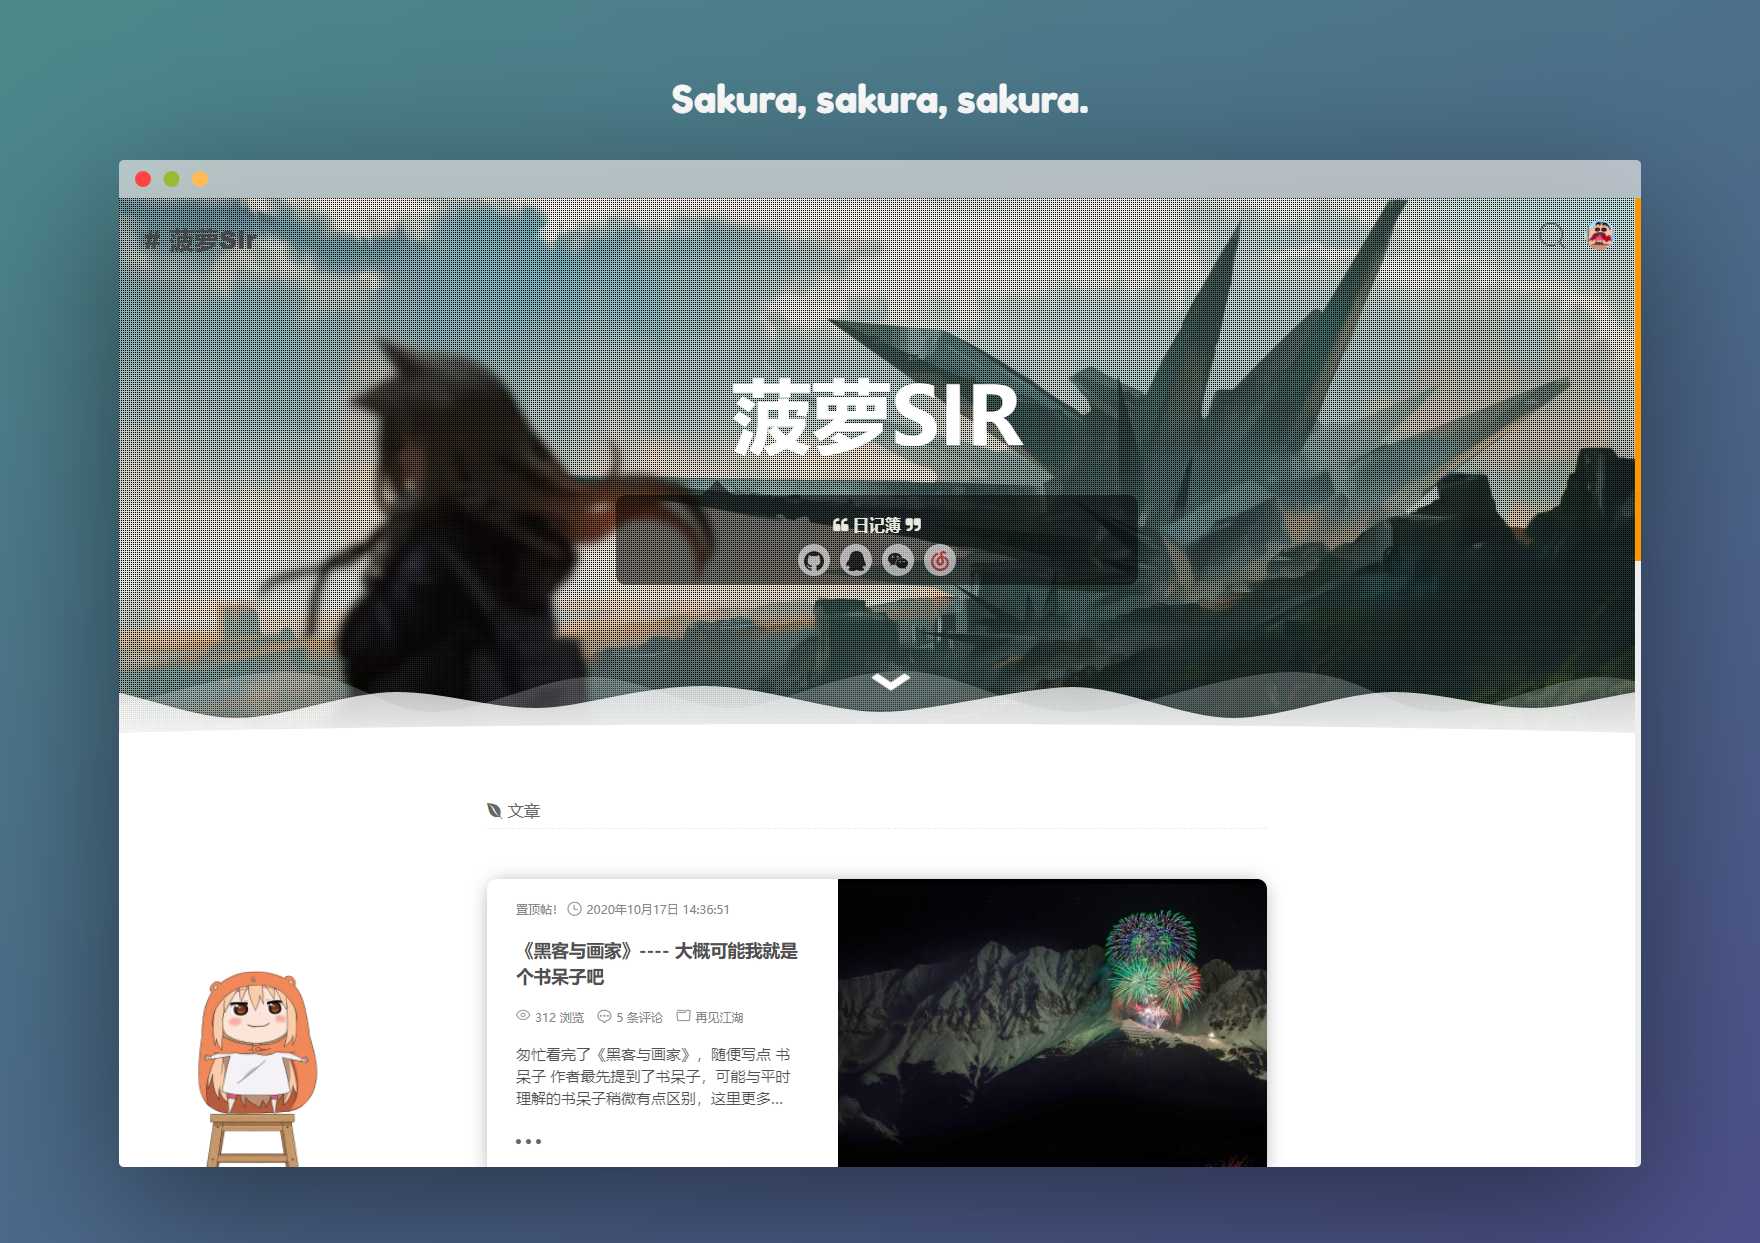 Sakura, sakura, sakura.
# 菠萝Sir
菠萝SIR
❝ 日记簿 ❞
文章
置顶帖! 2020年10月17日 14:36:51
《黑客与画家》---- 大概可能我就是
个书呆子吧
312 浏览 5 条评论 再见江湖
匆忙看完了《黑客与画家》，随便写点 书
呆子 作者最先提到了书呆子，可能与平时
理解的书呆子稍微有点区别，这里更多...